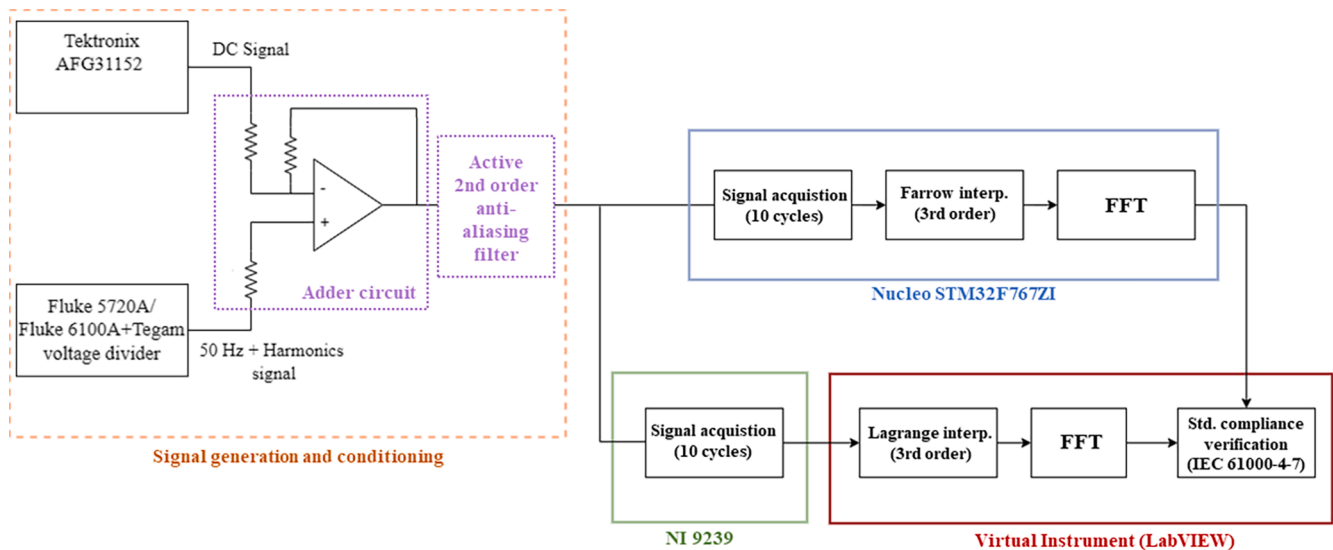 Tektronix
AFG31152
DC Signal
-
+
Adder circuit
Fluke 5720A/
Fluke 6100A+Tegam
voltage divider
50 Hz + Harmonics
signal
Active
2nd order
anti-
aliasing
filter
Signal generation and conditioning
Signal acquistion
(10 cycles)
Farrow interp.
(3rd order)
FFT
Nucleo STM32F767ZI
Signal acquistion
(10 cycles)
NI 9239
Lagrange interp.
(3rd order)
FFT
Std. compliance
verification
(IEC 61000-4-7)
Virtual Instrument (LabVIEW)